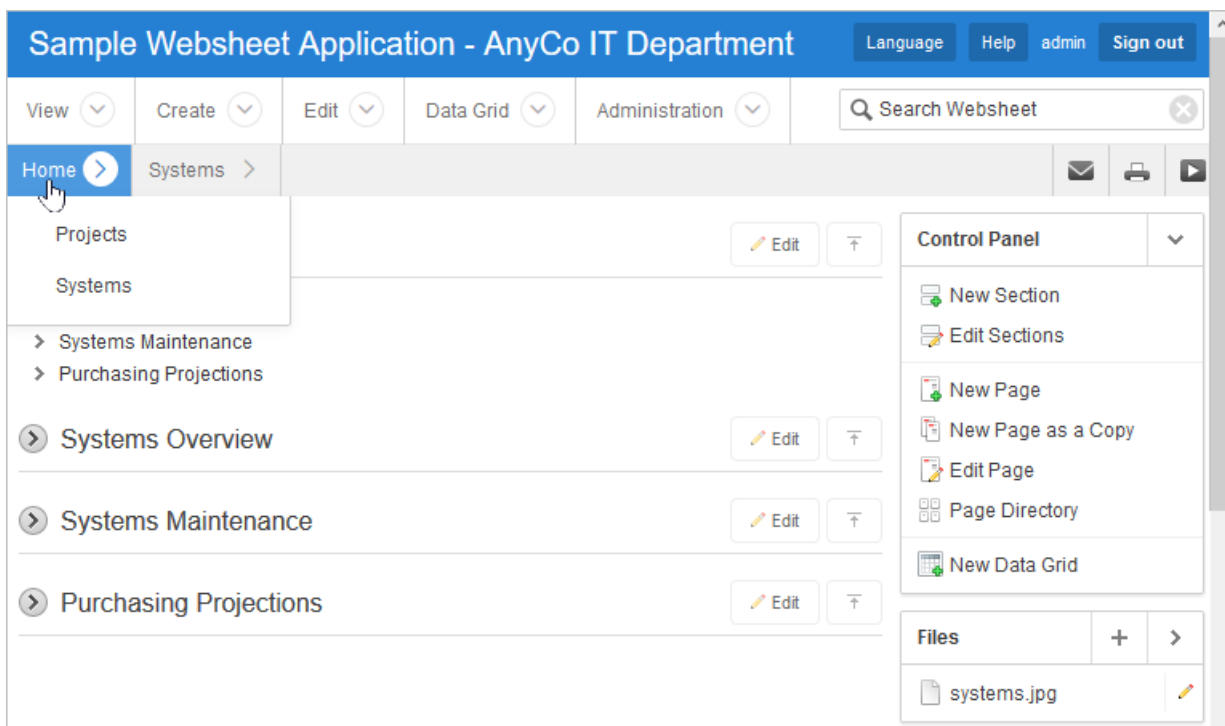 Sample Websheet Application - AnyCo IT Department Language Help admin Sign out
View Create Edit Data Grid Administration Search Websheet
Home Systems
Projects
Systems
Edit
Systems Maintenance
Purchasing Projections
Systems Overview Edit
Systems Maintenance Edit
Purchasing Projections Edit
Control Panel
New Section
Edit Sections
New Page
New Page as a Copy
Edit Page
Page Directory
New Data Grid
Files
systems.jpg